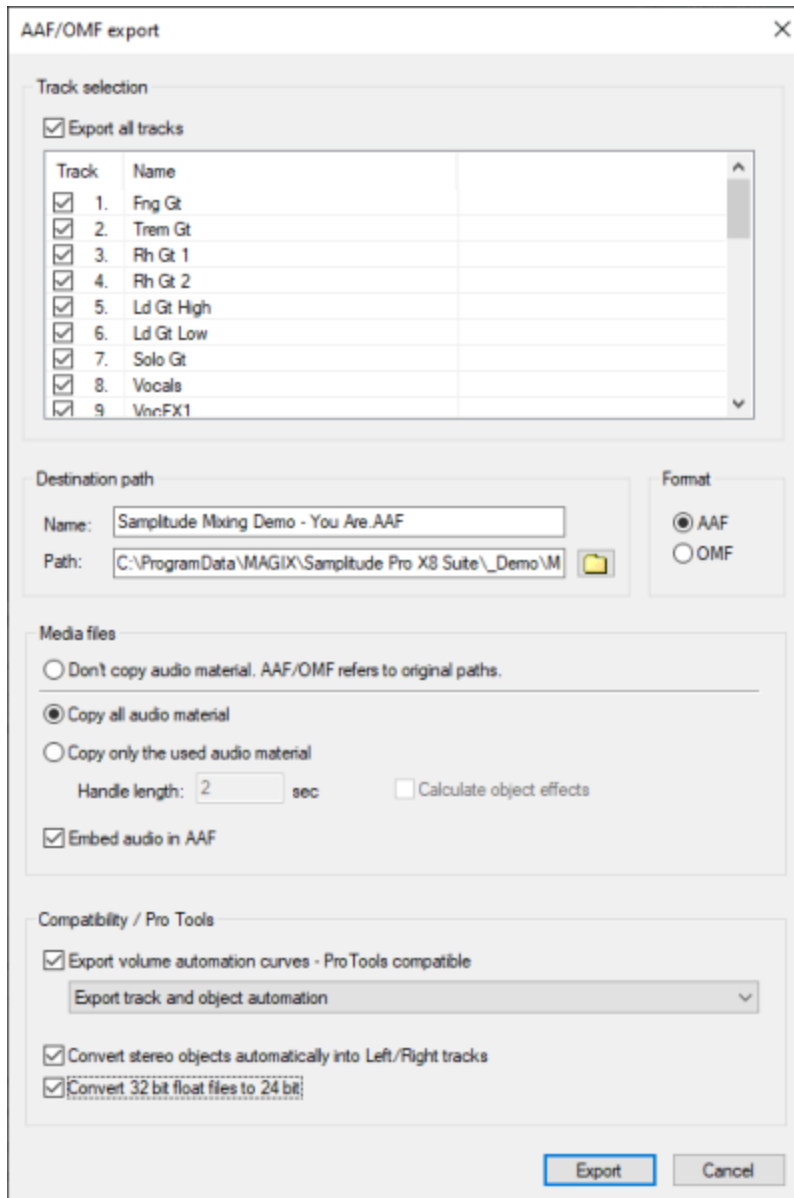 AAF/OMF export
Track selection
Export all tracks
Track Name
1. Fng Gt
2. Trem Gt
3. Rh Gt 1
4. Rh Gt 2
5. Ld Gt High
6. Ld Gt Low
7. Solo Gt
8. Vocals
9 VocFX1
Destination path
Name: Samplitude Mixing Demo - You Are.AAF
Path: C:\ProgramData\MAGIX\Samplitude Pro X8 Suite\_Demo\M
Format
AAF
OMF
Media files
Don't copy audio material. AAF/OMF refers to original paths.
Copy all audio material
Copy only the used audio material
Handle length: 2 sec Calculate object effects
Embed audio in AAF
Compatibility / Pro Tools
Export volume automation curves - ProTools compatible
Export track and object automation
Convert stereo objects automatically into Left/Right tracks
Convert 32 bit float files to 24 bit
Export Cancel